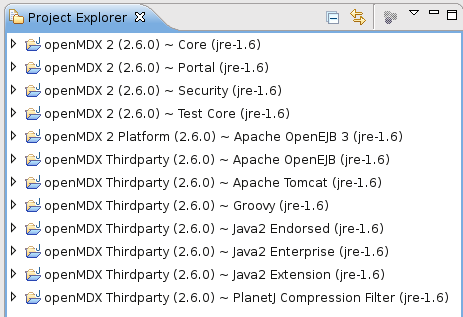 Project Explorer
openMDX 2 (2.6.0) ~ Core (jre-1.6)
openMDX 2 (2.6.0) ~ Portal (jre-1.6)
openMDX 2 (2.6.0) ~ Security (jre-1.6)
openMDX 2 (2.6.0) ~ Test Core (jre-1.6)
openMDX 2 Platform (2.6.0) ~ Apache OpenEJB 3 (jre-1.6)
openMDX Thirdparty (2.6.0) ~ Apache OpenEJB (jre-1.6)
openMDX Thirdparty (2.6.0) ~ Apache Tomcat (jre-1.6)
openMDX Thirdparty (2.6.0) ~ Groovy (jre-1.6)
openMDX Thirdparty (2.6.0) ~ Java2 Endorsed (jre-1.6)
openMDX Thirdparty (2.6.0) ~ Java2 Enterprise (jre-1.6)
openMDX Thirdparty (2.6.0) ~ Java2 Extension (jre-1.6)
openMDX Thirdparty (2.6.0) ~ PlanetJ Compression Filter (jre-1.6)